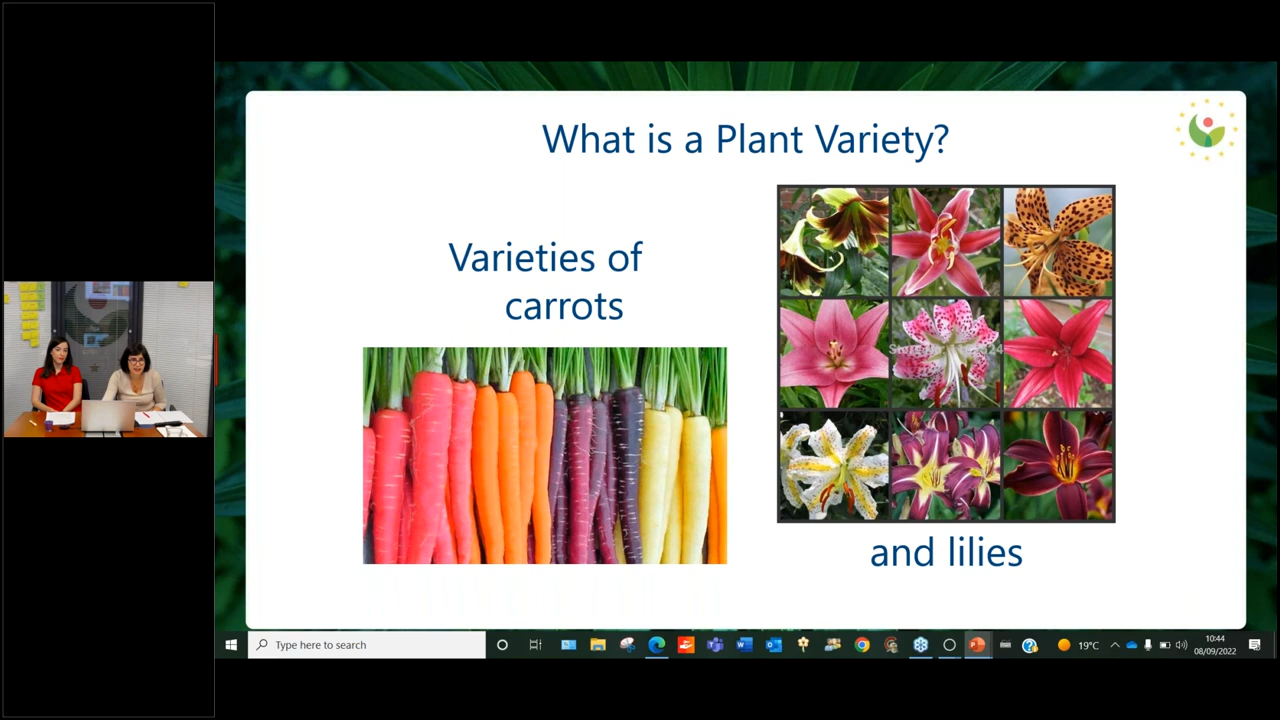 What is a Plant Variety?
Varieties of
carrots
and lilies
Type here to search
19°C
10:44
08/09/2022